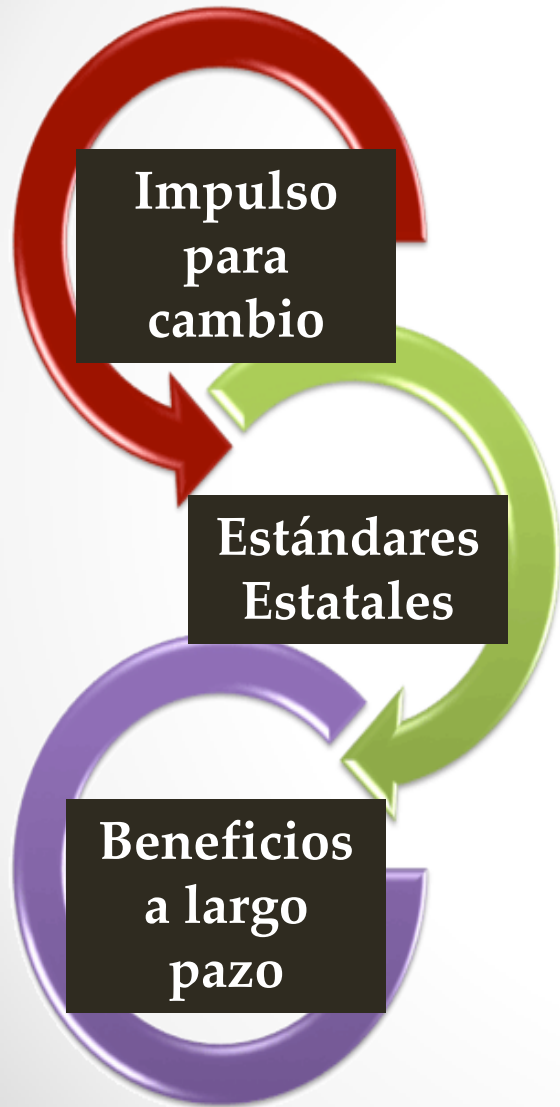 Impulso
para
cambio
Estándares
Estatales
Beneficios
a largo
pazo